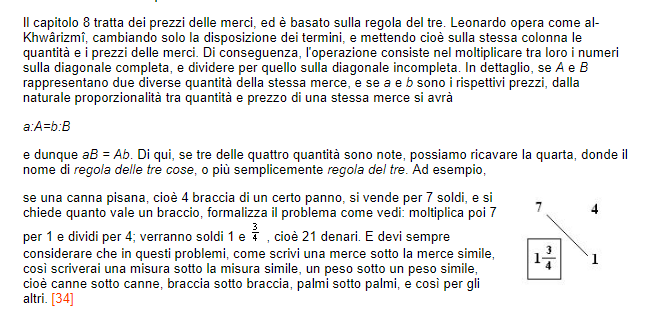 Il capitolo 8 tratta dei prezzi delle merci, ed è basato sulla regola del tre. Leonardo opera come al-
Khwârizmî, cambiando solo la disposizione dei termini, e mettendo cioè sulla stessa colonna le
quantità e i prezzi delle merci. Di conseguenza, l'operazione consiste nel moltiplicare tra loro i numeri
sulla diagonale completa, e dividere per quello sulla diagonale incompleta. In dettaglio, se A e B
rappresentano due diverse quantità della stessa merce, e se a e b sono i rispettivi prezzi, dalla
naturale proporzionalità tra quantità e prezzo di una stessa merce si avrà
a:A=b:B
e dunque aB = Ab. Di qui, se tre delle quattro quantità sono note, possiamo ricavare la quarta, donde il
nome di regola delle tre cose, o più semplicemente regola del tre. Ad esempio,
se una canna pisana, cioè 4 braccia di un certo panno, si vende per 7 soldi, e si
chiede quanto vale un braccio, formalizza il problema come vedi: moltiplica poi 7
per 1 e dividi per 4; verranno soldi 1 e 3/4 , cioè 21 denari. E devi sempre
considerare che in questi problemi, come scrivi una merce sotto la merce simile,
così scriverai una misura sotto la misura simile, un peso sotto un peso simile,
cioè canne sotto canne, braccia sotto braccia, palmi sotto palmi, e così per gli
altri. [34]
7 4
1 3/4 1